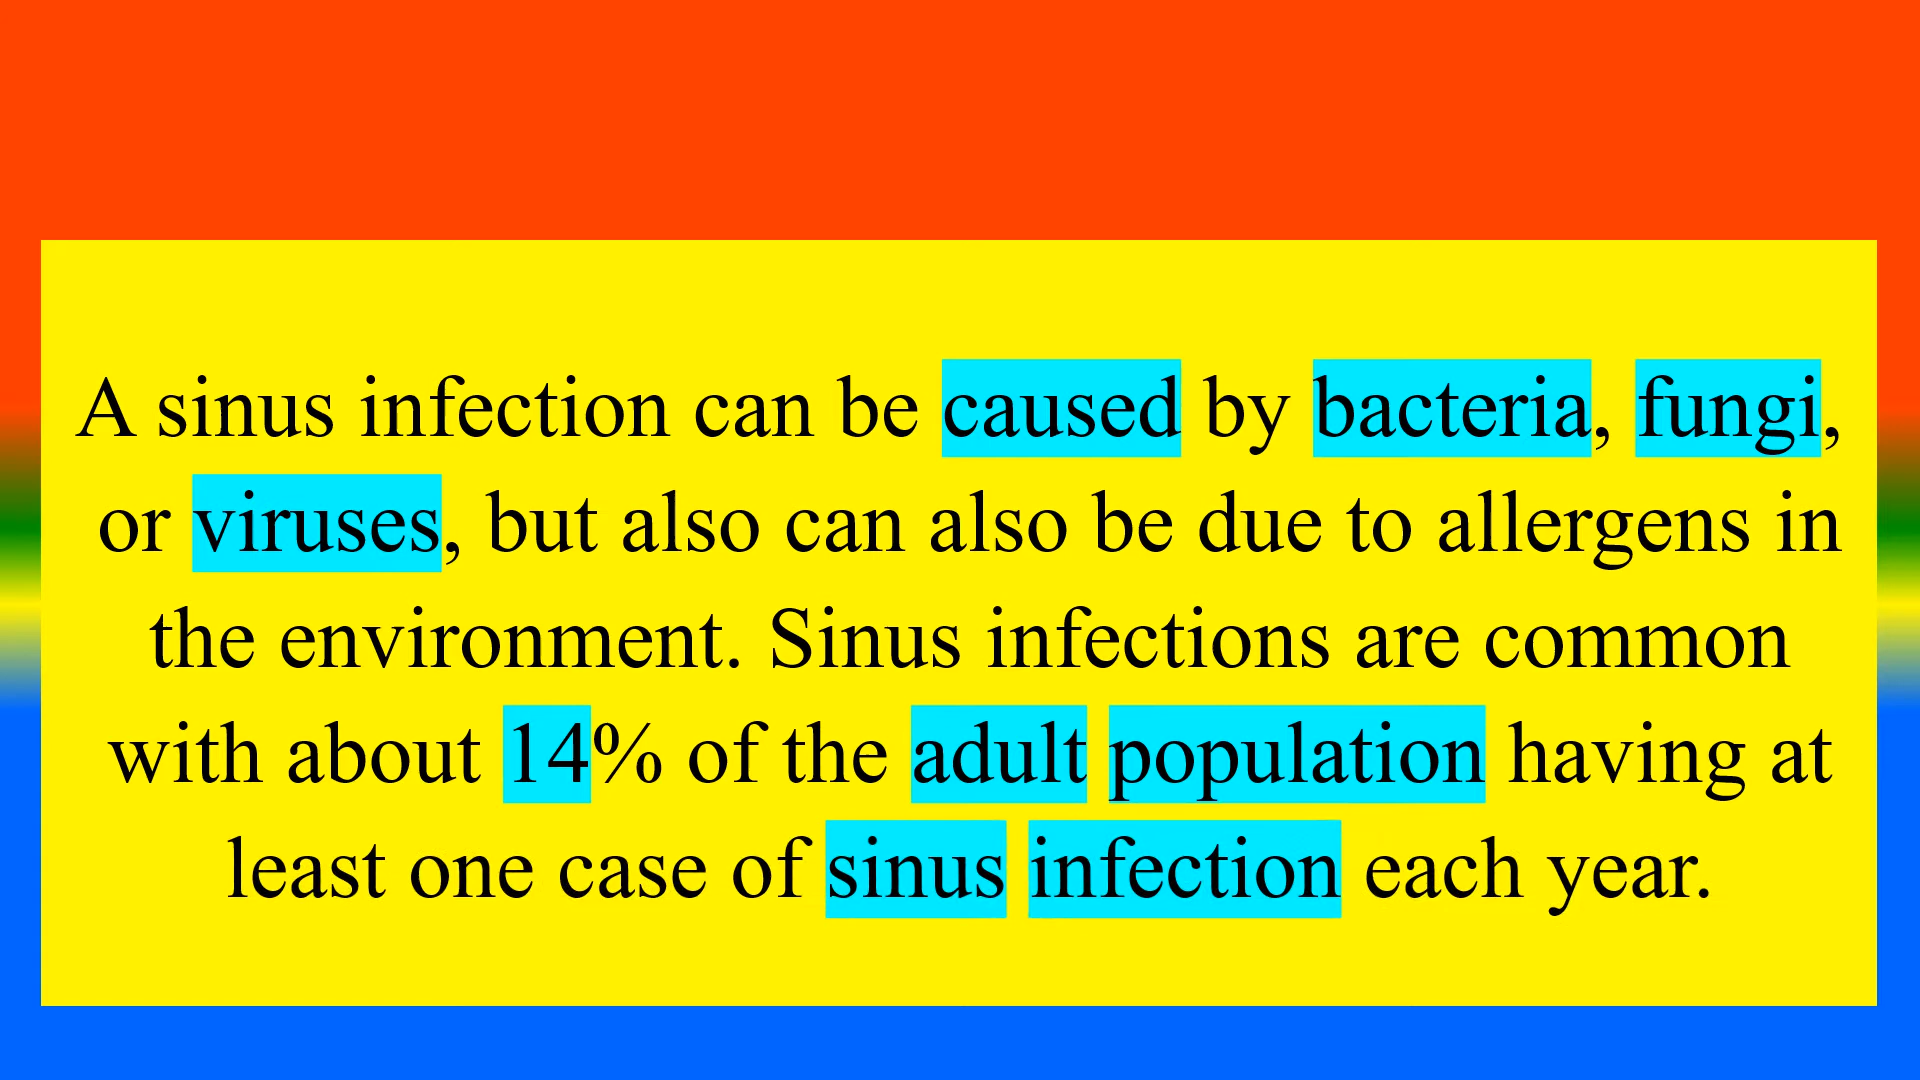 A sinus infection can be caused by bacteria, fungi,
or viruses, but also can also be due to allergens in
the environment. Sinus infections are common
with about 14% of the adult population having at
least one case of sinus infection each year.